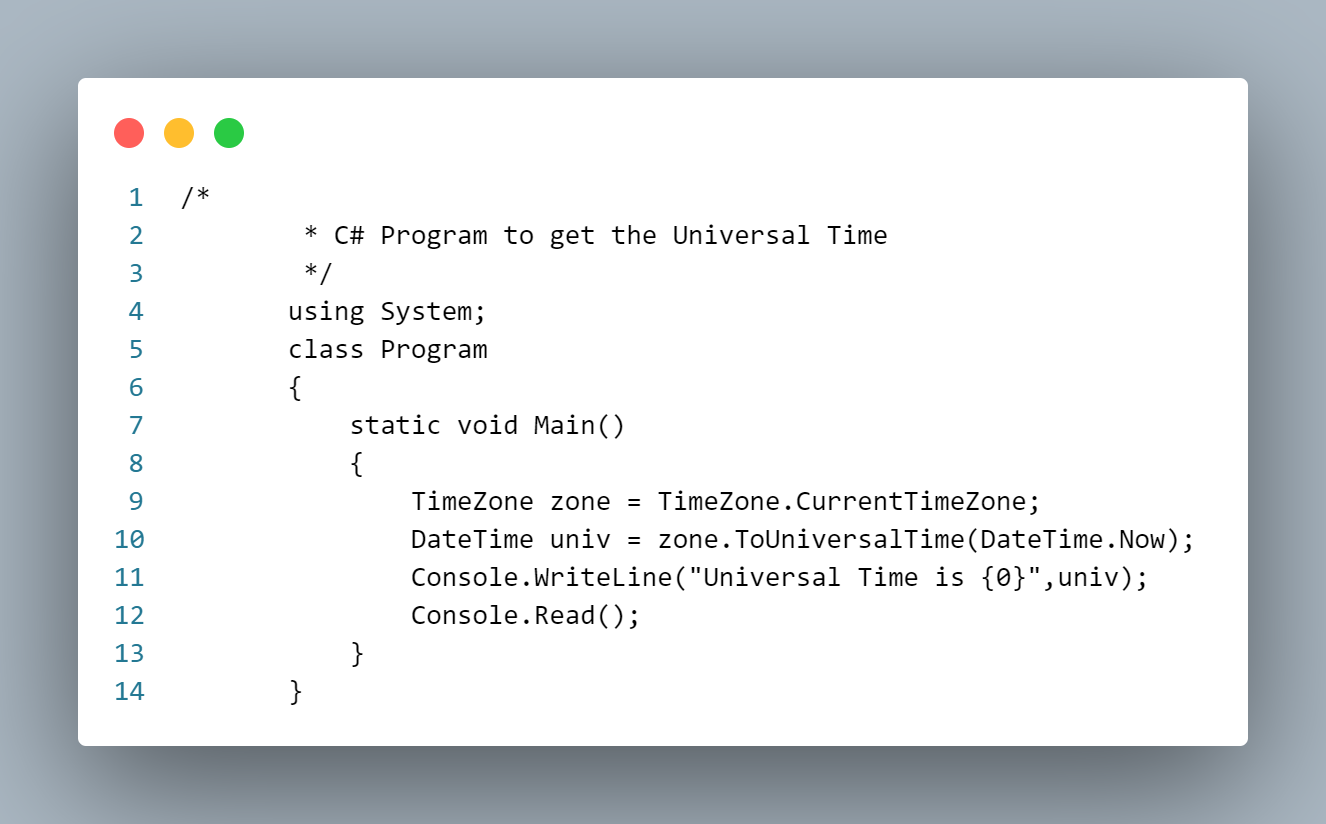 1 /*
2 * C# Program to get the Universal Time
3 */
4 using System;
5 class Program
6 {
7 static void Main()
8 {
9 TimeZone zone = TimeZone.CurrentTimeZone;
10 DateTime univ = zone.ToUniversalTime(DateTime.Now);
11 Console.WriteLine("Universal Time is {0}",univ);
12 Console.Read();
13 }
14 }